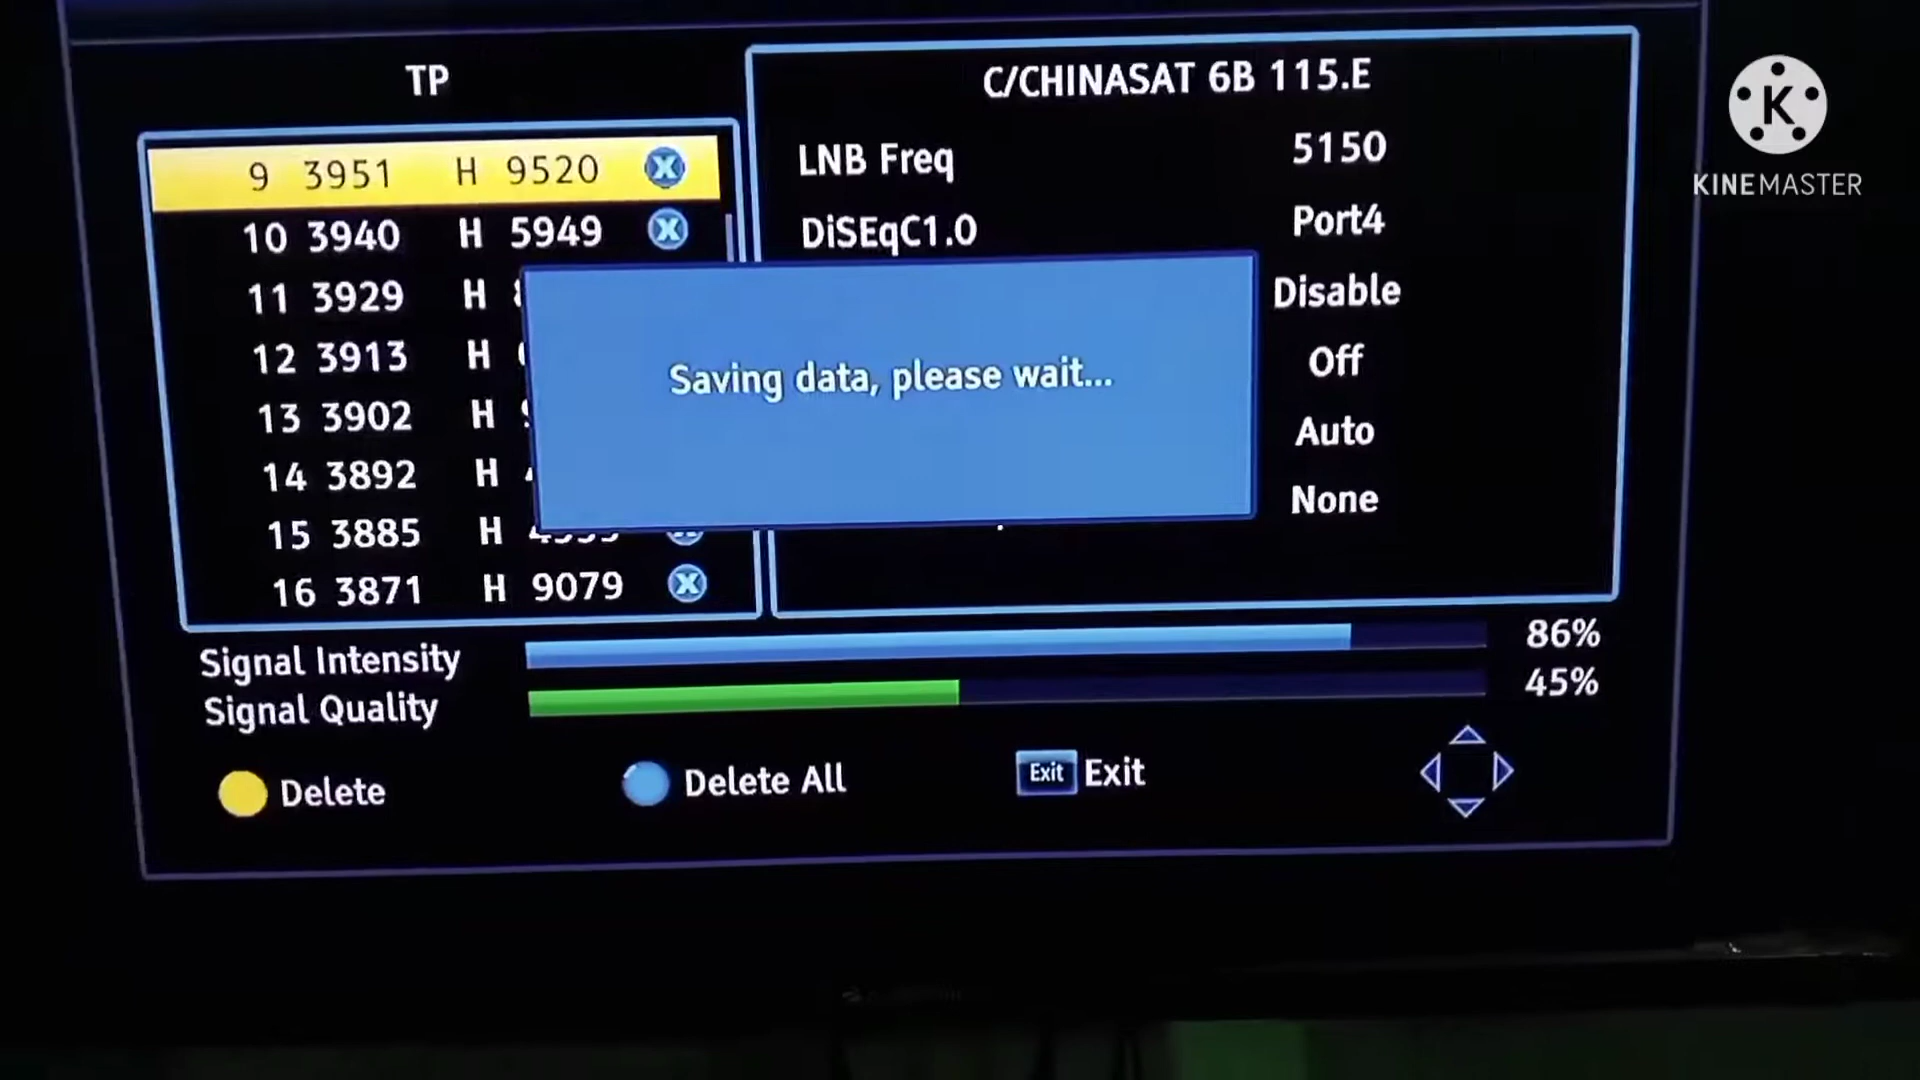 TP
9 3951 H 9520 X
10 3940 H 5949 X
11 3929 H
12 3913 H
13 3902 H
14 3892 H
15 3885 H
16 3871 H 9079 X
C/CHINASAT 6B 115.E
LNB Freq 5150
DiSEqC1.0 Port4
Disable
Off
Auto
None
Saving data, please wait...
Signal Intensity 86%
Signal Quality 45%
Delete
Delete All
Exit Exit
K
KINEMASTER